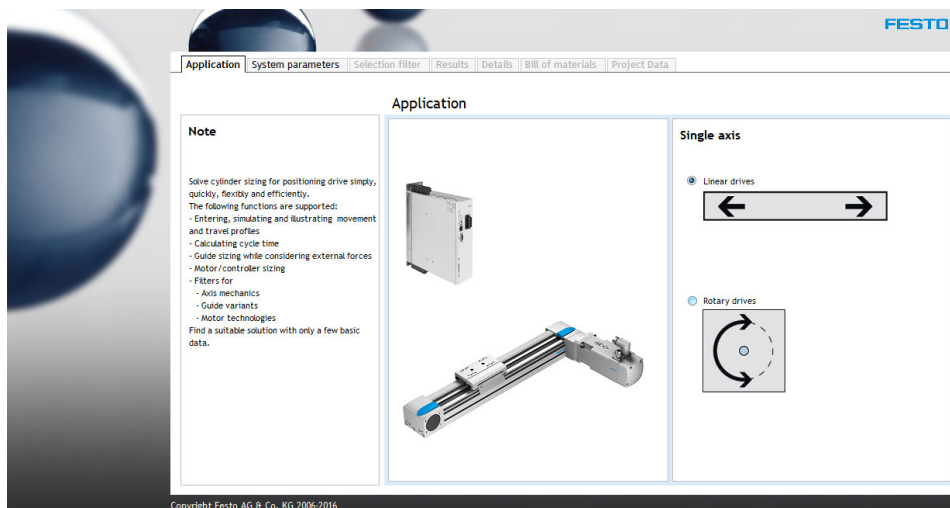 FESTO
Application System parameters Selection filter Results Details Bill of materials Project Data
Application
Note
Solve cylinder sizing for positioning drive simply,
quickly, flexibly and efficiently.
The following functions are supported:
- Entering, simulating and illustrating movement
and travel profiles
- Calculating cycle time
- Guide sizing while considering external forces
- Motor/controller sizing
- Filters for
- Axis mechanics
- Guide variants
- Motor technologies
Find a suitable solution with only a few basic
data.
Single axis
Linear drives
Rotary drives
Copyright Festo AG & Co. KG 2006-2016